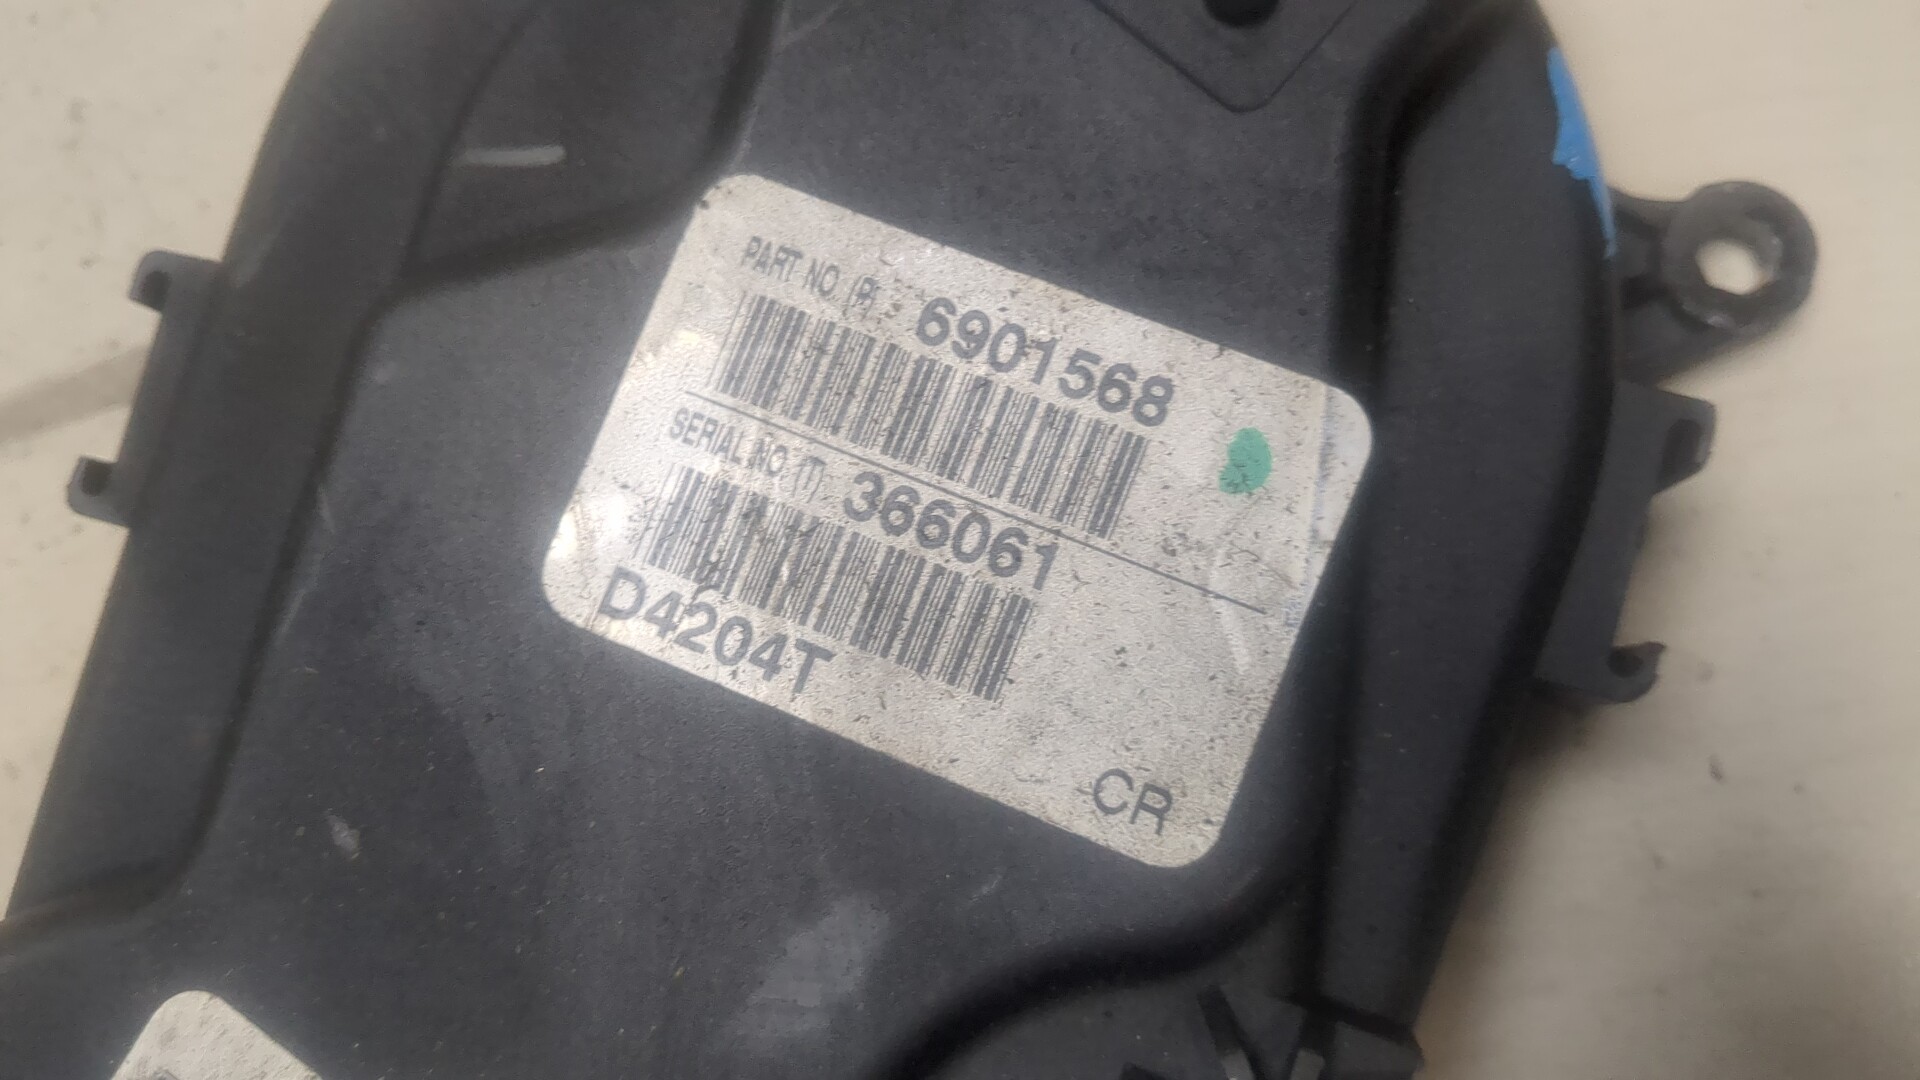 PART NO (P) 6901568
SERIAL NO (T) 366061
D4204T
CR